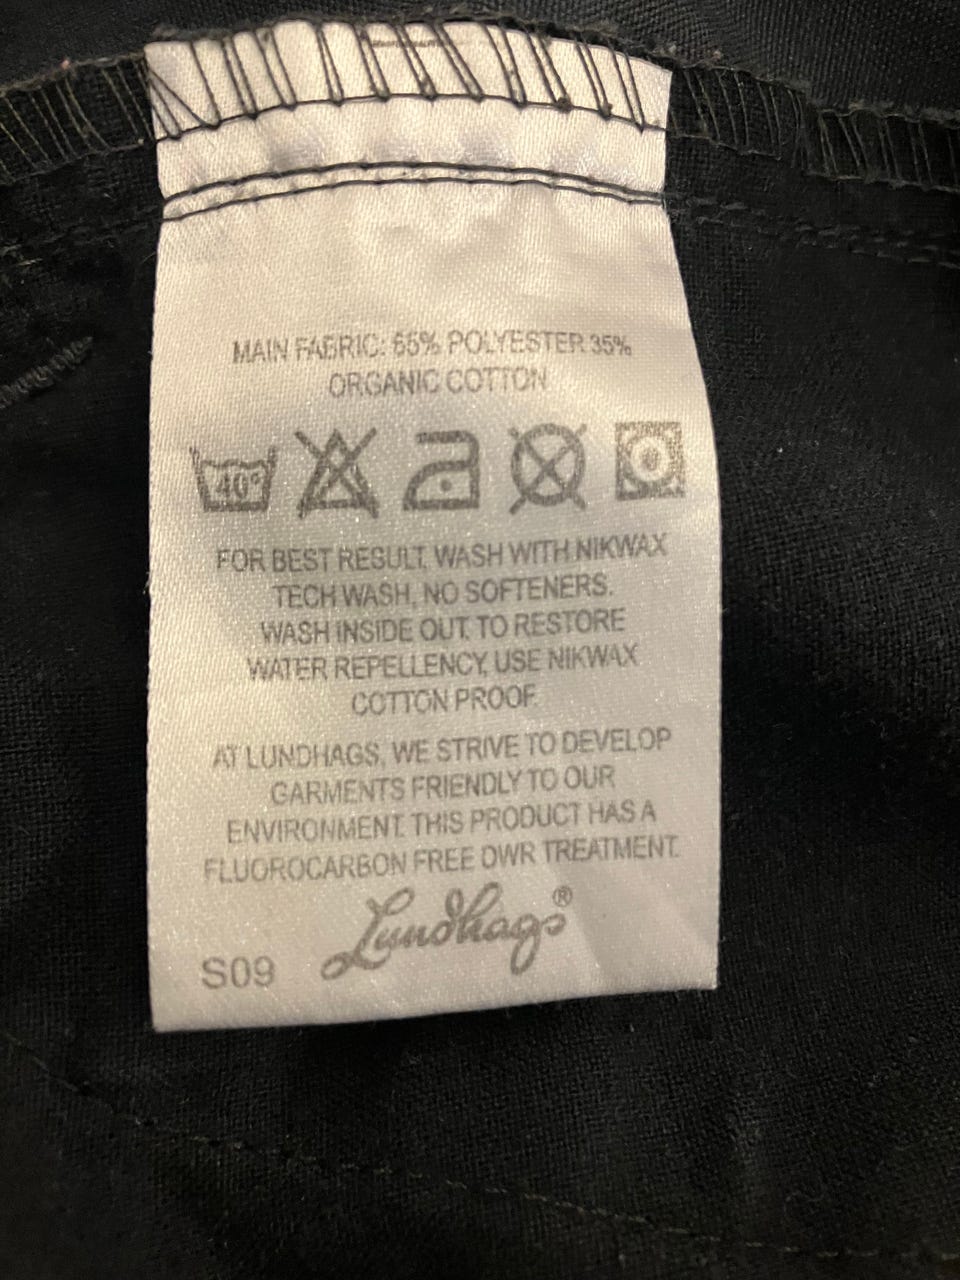 MAIN FABRIC: 65% POLYESTER 35%
ORGANIC COTTON
40°
FOR BEST RESULT, WASH WITH NIKWAX
TECH WASH, NO SOFTENERS.
WASH INSIDE OUT. TO RESTORE
WATER REPELLENCY, USE NIKWAX
COTTON PROOF.
AT LUNDHAGS, WE STRIVE TO DEVELOP
GARMENTS FRIENDLY TO OUR
ENVIRONMENT. THIS PRODUCT HAS A
FLUOROCARBON FREE DWR TREATMENT.
Lundhags®
S09